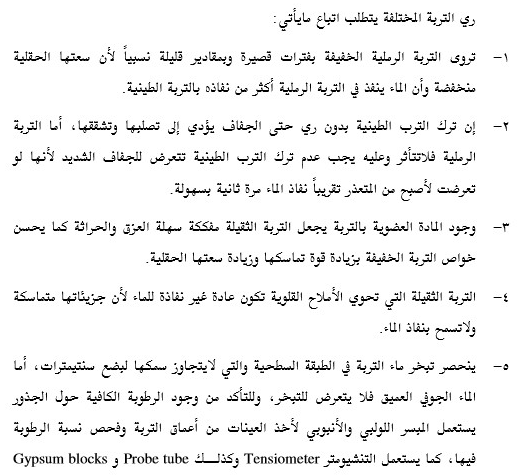 ري التربة المختلفة يتطلب اتباع مايأتي:
١- تروى التربة الرملية الخفيفة بفترات قصيرة وبمقادير قليلة نسبياً لأن سعتها الحقلية
منخفضة وأن الماء ينفذ في التربة الرملية أكثر من نفاذه بالتربة الطينية.
٢- إن ترك الترب الطينية بدون ري حتى الجفاف يؤدي إلى تصلبها وتشققها، أما التربة
الرملية فلاتتأثر وعليه يجب عدم ترك الترب الطينية تتعرض للجفاف الشديد لأنها لو
تعرضت لأصبح من المتعذر تقريباً نفاذ الماء مرة ثانية بسهولة.
٣- وجود المادة العضوية بالتربة يجعل التربة الثقيلة مفككة سهلة العزق والحراثة كما يحسن
خواص التربة الخفيفة بزيادة قوة تماسكها وزيادة سعتها الحقلية.
٤- التربة الثقيلة التي تحوي الأملاح القلوية تكون عادة غير نفاذة للماء لأن جزيئاتها متماسكة
ولاتسمح بنفاذ الماء.
٥- ينحصر تبخر ماء التربة في الطبقة السطحية والتي لايتجاوز سمكها لبضع سنتيمترات، أما
الماء الجوفي العميق فلا يتعرض للتبخر، وللتأكد من وجود الرطوبة الكافية حول الجذور
يستعمل المبسر اللولبي والأنبوبي لأخذ العينات من أعماق التربة وفحص نسبة الرطوبة
فيها، كما يستعمل التنشيومتر Tensiometer وكذلك Probe tube و Gypsum blocks